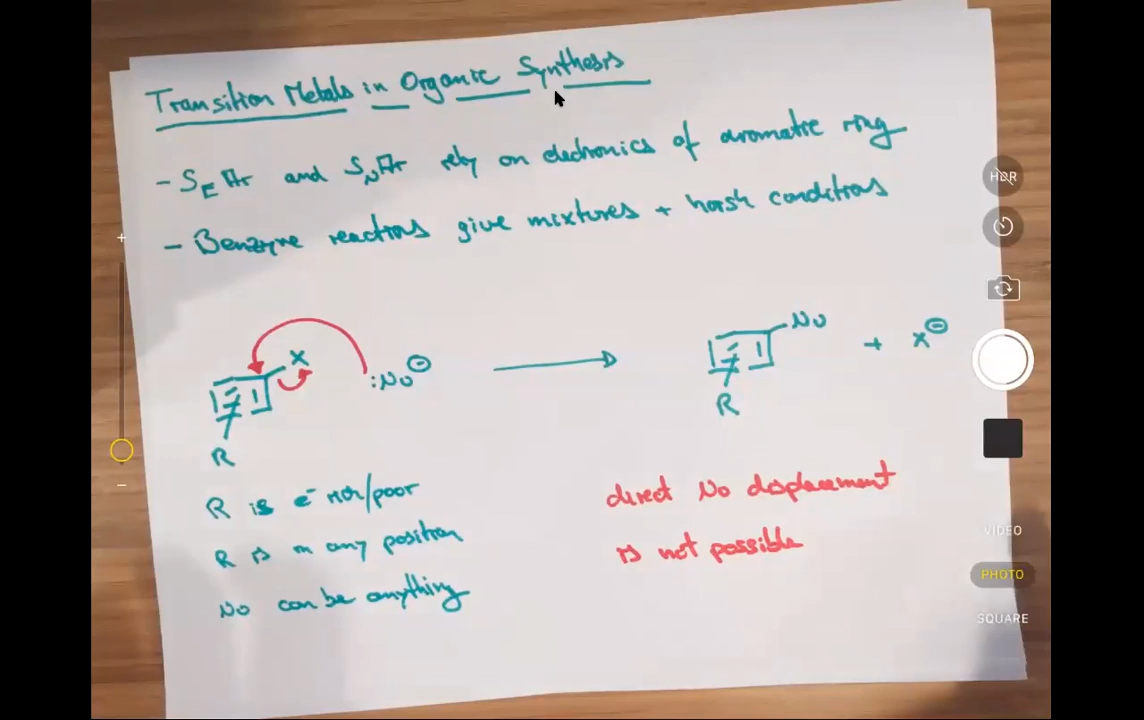 Transition Metals in Organic Synthesis
- SEAr and SNAr rely on electronics of aromatic ring
- Benzyne reactions give mixtures + harsh conditions
X
:Nu⊖
R
Nu
+ X⊖
R
R is e⁻ rich/poor
R is in any position
Nu can be anything
direct Nu displacement
is not possible
HDR
VIDEO
PHOTO
SQUARE